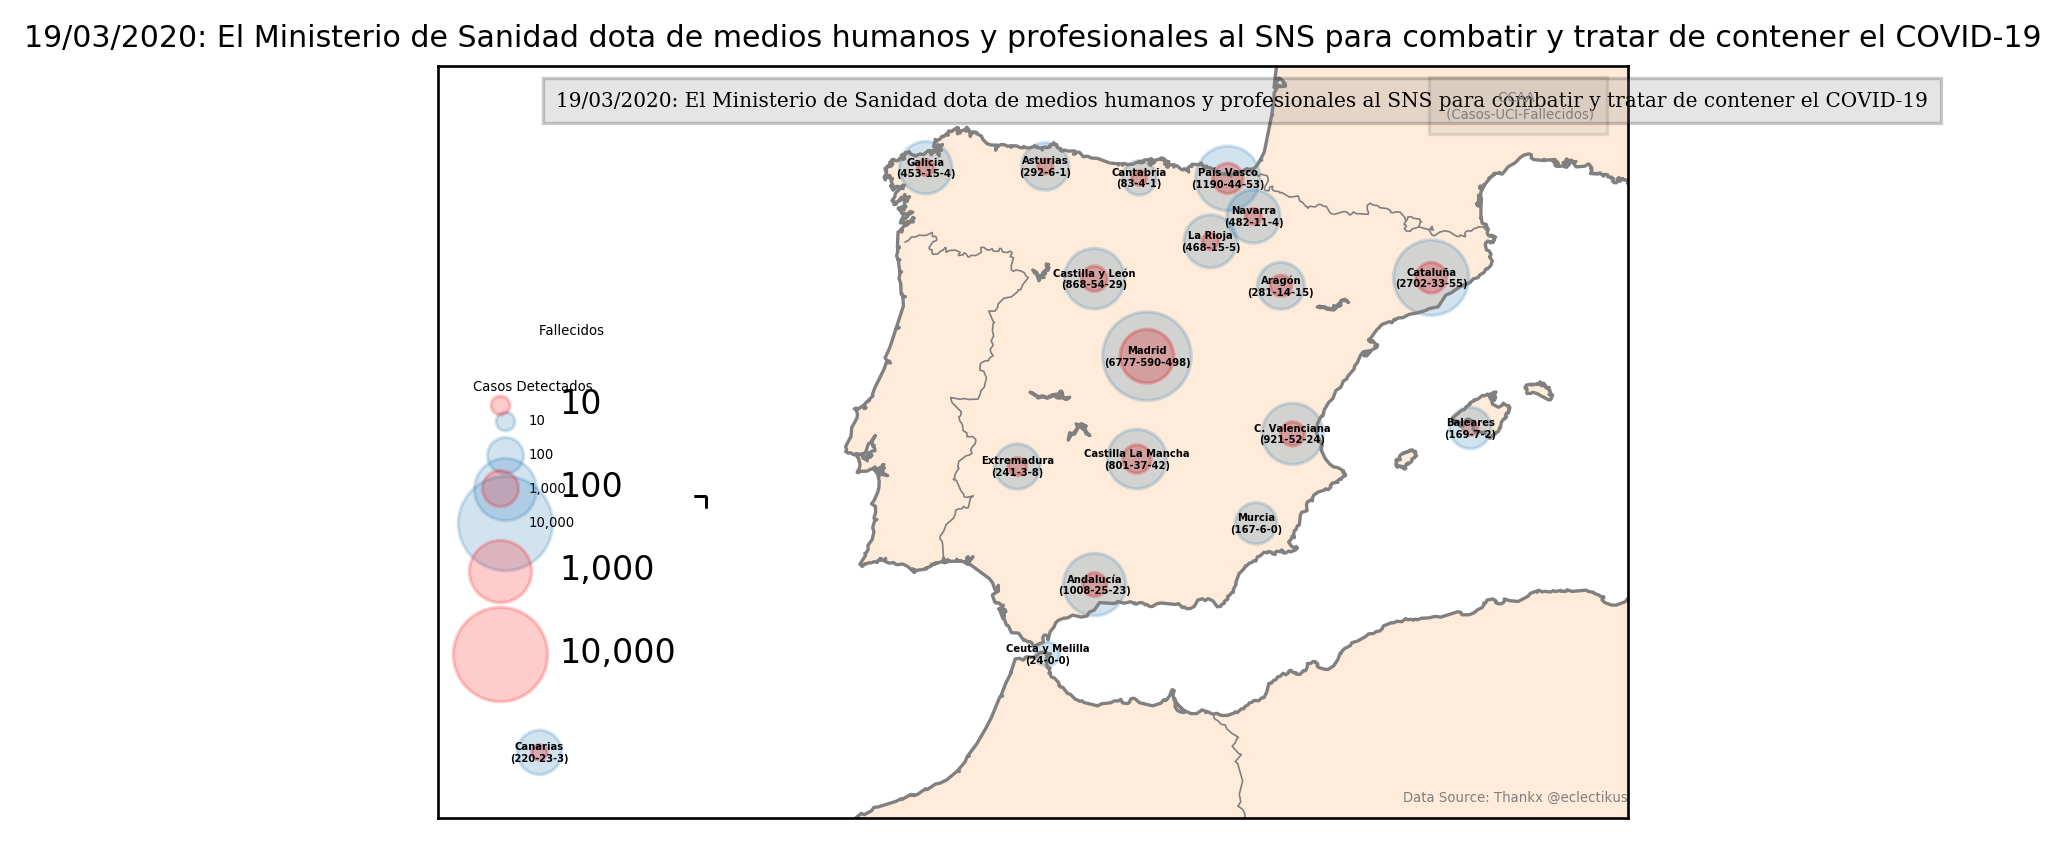 19/03/2020: El Ministerio de Sanidad dota de medios humanos y profesionales al SNS para combatir y tratar de contener el COVID-19
19/03/2020: El Ministerio de Sanidad dota de medios humanos y profesionales al SNS para combatir y tratar de contener el COVID-19
CCAA
(Casos-UCI-Fallecidos)
Galicia
(453-15-4)
Asturias
(292-6-1)
Cantabria
(83-4-1)
País Vasco
(1190-44-53)
Navarra
(482-11-4)
La Rioja
(468-15-5)
Castilla y León
(868-54-29)
Aragón
(281-14-15)
Cataluña
(2702-33-55)
Madrid
(6777-590-498)
Fallecidos
Casos Detectados
10
10
100
100
1,000
10,000
1,000
10,000
C. Valenciana
(921-52-24)
Baleares
(169-7-2)
Extremadura
(241-3-8)
Castilla La Mancha
(801-37-42)
Murcia
(167-6-0)
Andalucía
(1008-25-23)
Ceuta y Melilla
(24-0-0)
Canarias
(220-23-3)
Data Source: Thankx @eclectikus